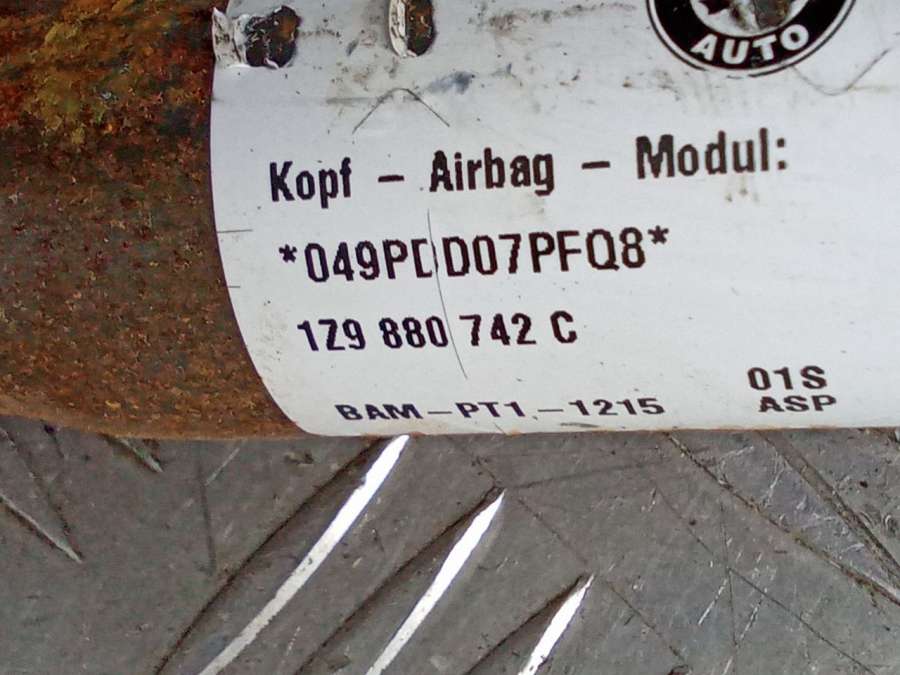 AUTO
Kopf - Airbag - Modul:
*049PDD07PFQ8*
1Z9 880 742 C
01S
BAM-PT1.-1215 ASP